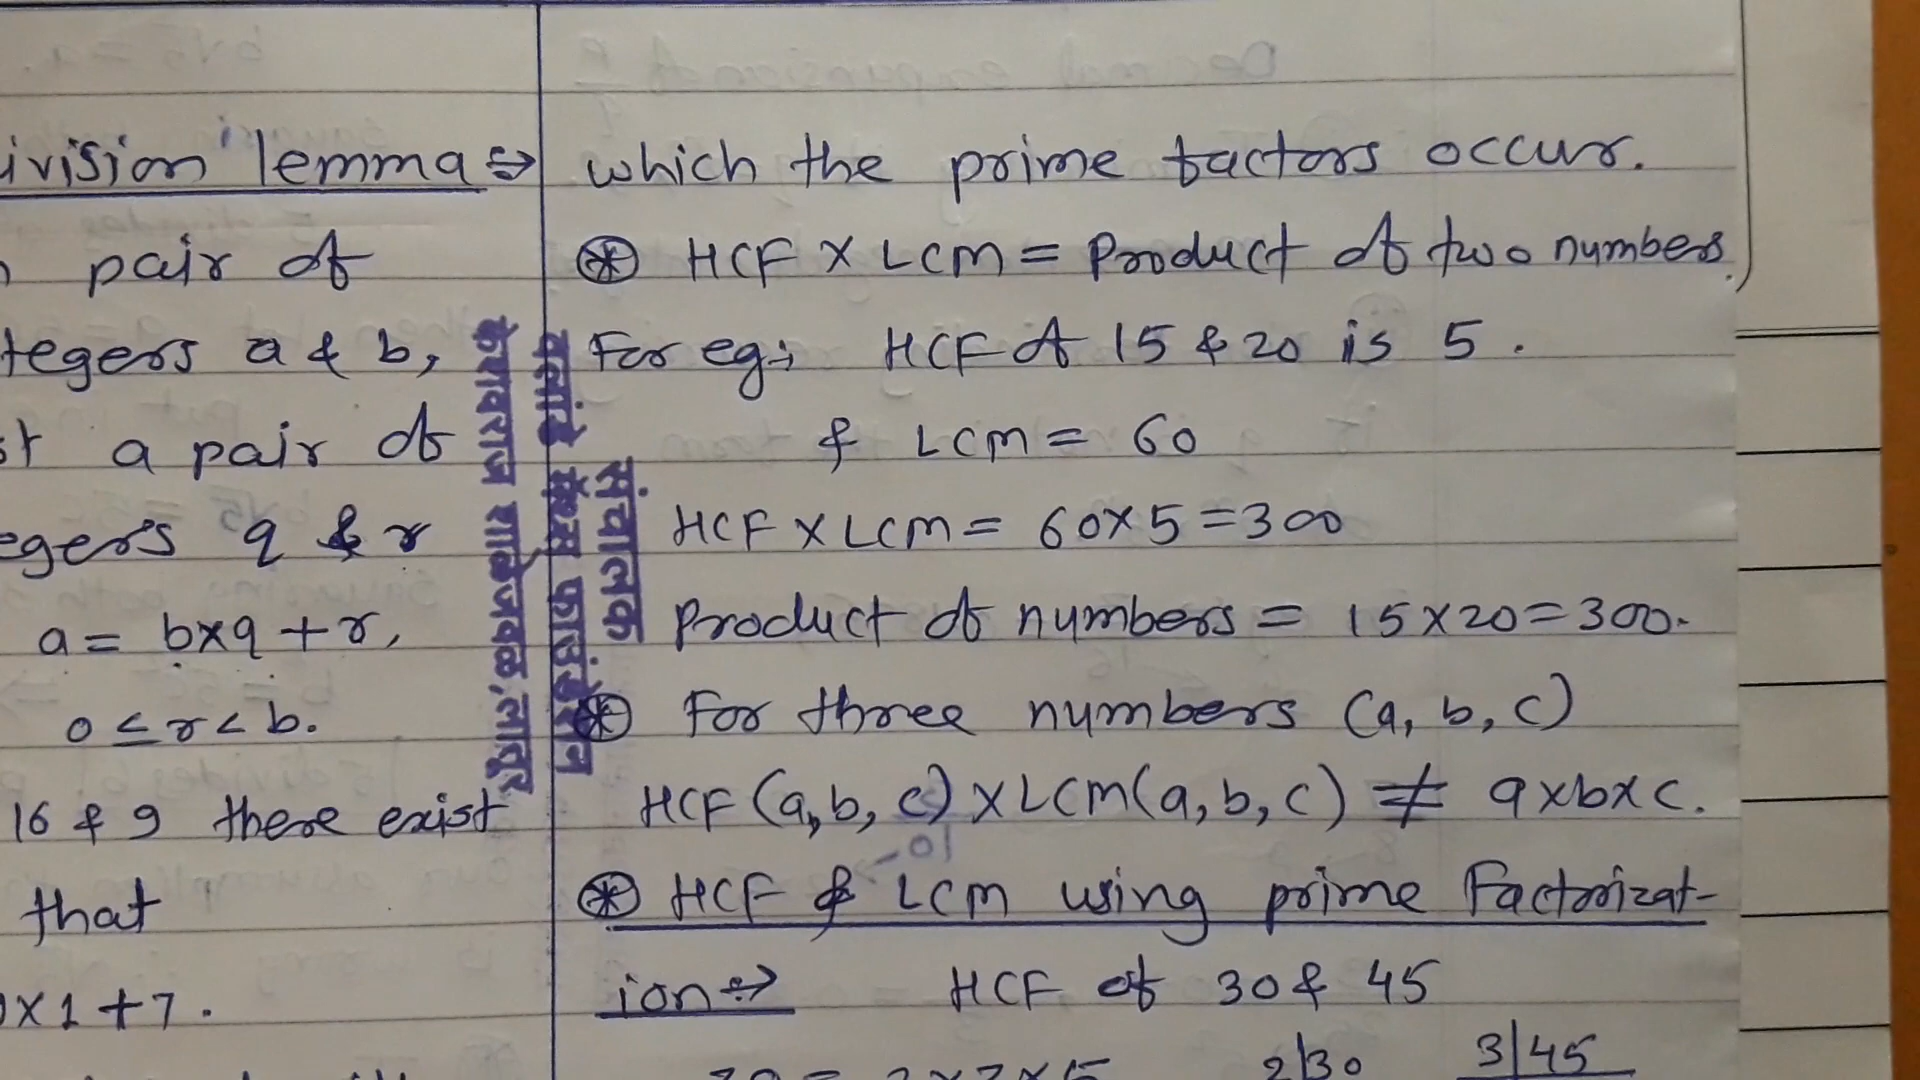 ivision lemma ⇒
pair of
tegers a & b,
st a pair of
egers q & r
a = b×q + r,
0 ≤ r < b.
16 & 9 there exist
that
×1+7.
which the prime factors occur.
⊛ HCF × LCM = Product of two numbers.
For eg:; HCF of 15 & 20 is 5.
& LCM = 60
HCF × LCM = 60×5=300
Product of numbers = 15×20=300.
⊛ For three numbers (a, b, c)
HCF (a, b, c) × LCM(a, b, c) ≠ a×b×c.
⊛ HCF & LCM using prime Factorizat-
ion ⇒ HCF of 30 & 45
2|30 3|45
केशवराज शाळेजवळ, लातूर
संचालक